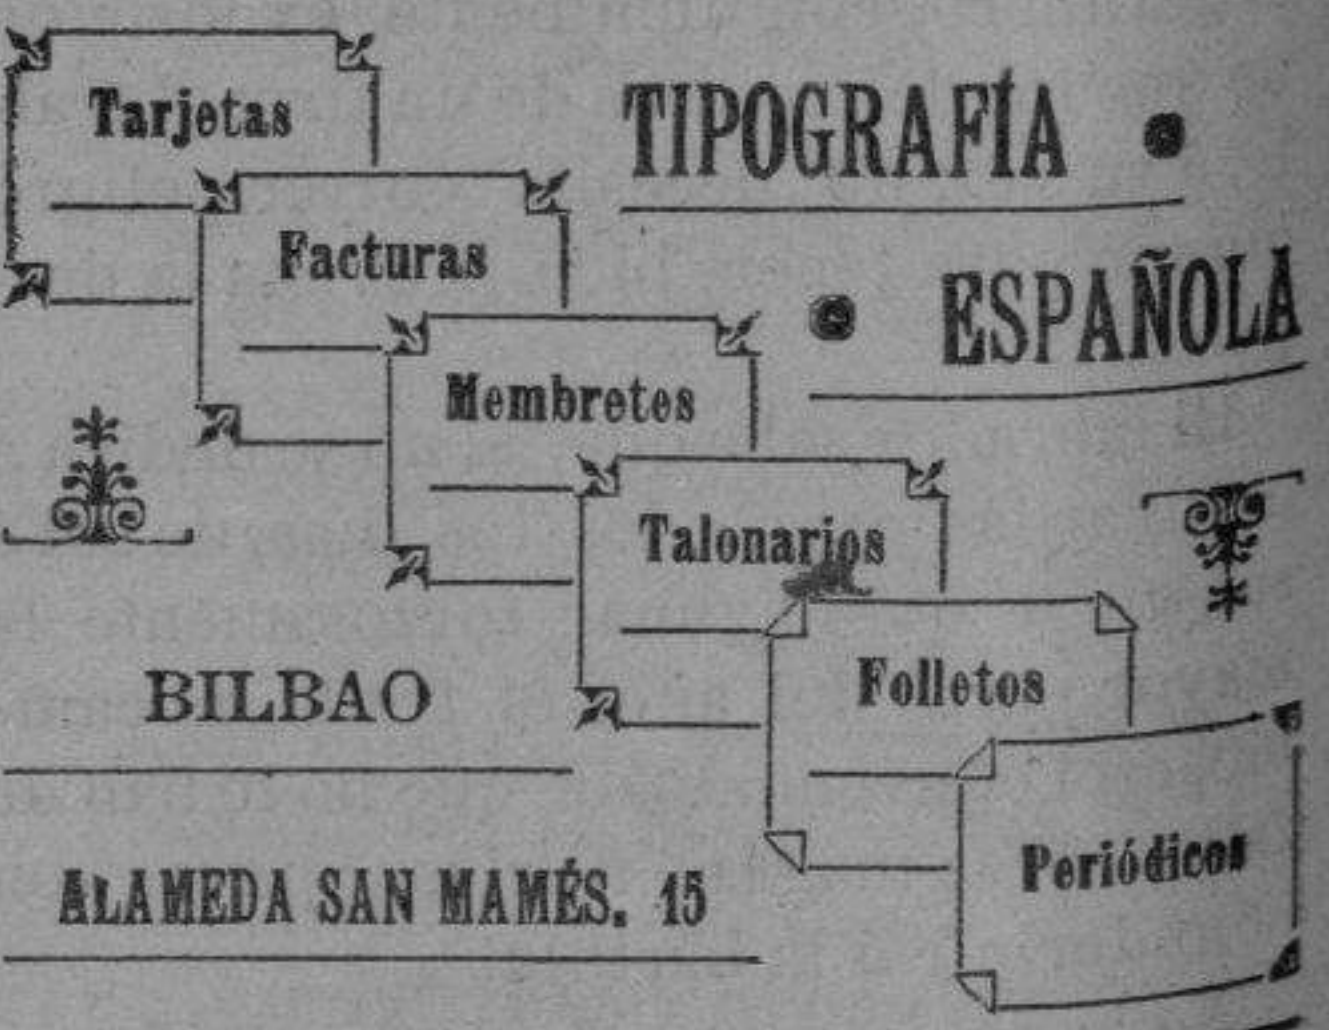 Tarjetas
TIPOGRAFÍA
Facturas
ESPAÑOLA
Membretes
Talonarios
Folletos
BILBAO
Periódicos
ALAMEDA SAN MAMÉS. 15